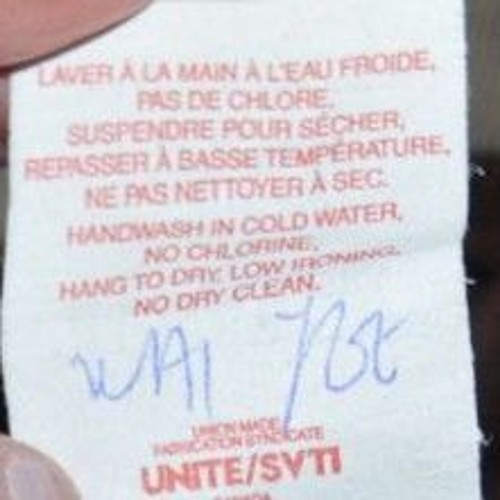 LAVER À LA MAIN À L'EAU FROIDE,
PAS DE CHLORE,
SUSPENDRE POUR SÉCHER,
REPASSER À BASSE TEMPÉRATURE,
NE PAS NETTOYER À SEC.
HANDWASH IN COLD WATER,
NO CHLORINE,
HANG TO DRY, LOW IRONING,
NO DRY CLEAN.
WAI
UNION MADE
FABRICATION SYNDICATE
UNITE/SVTI
CANADA